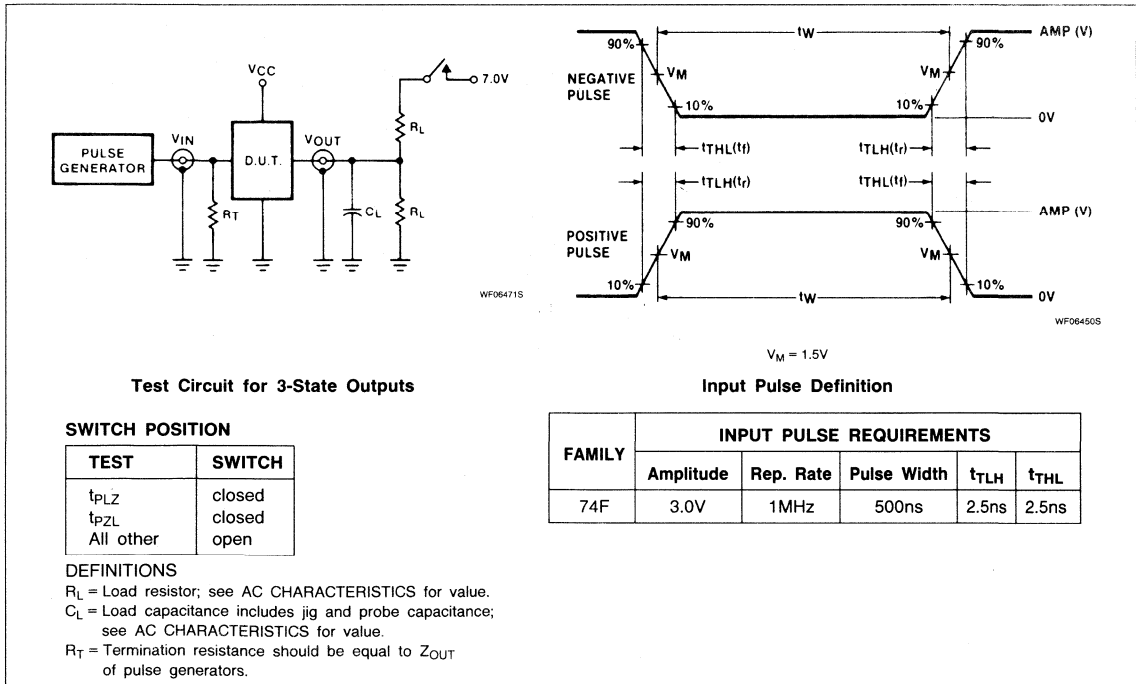 VCC
7.0V
RL
PULSE
GENERATOR
VIN
D.U.T.
VOUT
RT
CL
RL
WF06471S
Test Circuit for 3-State Outputs
NEGATIVE
PULSE
90%
tW
90%
AMP (V)
VM
VM
10%
10%
0V
tTHL(tf)
tTLH(tr)
tTLH(tr)
tTHL(tf)
POSITIVE
PULSE
90%
90%
AMP (V)
VM
VM
10%
10%
tW
0V
WF06450S
VM = 1.5V
Input Pulse Definition
SWITCH POSITION
TEST SWITCH
tPLZ closed
tPZL closed
All other open
FAMILY INPUT PULSE REQUIREMENTS
Amplitude Rep. Rate Pulse Width tTLH tTHL
74F 3.0V 1MHz 500ns 2.5ns 2.5ns
DEFINITIONS
RL = Load resistor; see AC CHARACTERISTICS for value.
CL = Load capacitance includes jig and probe capacitance;
see AC CHARACTERISTICS for value.
RT = Termination resistance should be equal to ZOUT
of pulse generators.